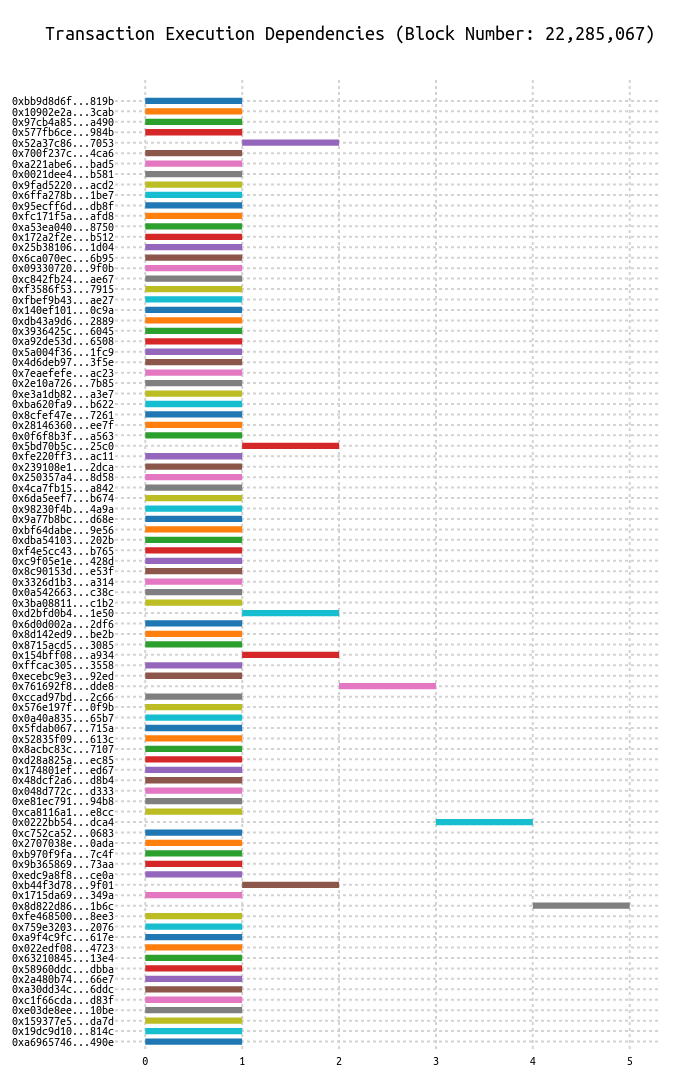 Transaction Execution Dependencies (Block Number: 22,285,067)
0xbb9d8d6f...819b
0x10902e2a...3cab
0x97cb4a85...a490
0x577fb6ce...984b
0x52a37c86...7053
0x700f237c...4ca6
0xa221abe6...bad5
0x0021dee4...b581
0x9fad5220...acd2
0x6ffa278b...1be7
0x95ecff6d...db8f
0xfc171f5a...afd8
0xa53ea040...8750
0x172a2f2e...b512
0x25b38106...1d04
0x6ca070ec...6b95
0x09330720...9f0b
0xc842fb24...ae67
0xf3586f53...7915
0xfbef9b43...ae27
0x140ef101...0c9a
0xdb43a9d6...2889
0x3936425c...6045
0xa92de53d...6508
0x5a004f36...1fc9
0x4d6deb97...3f5e
0x7eaefefe...ac23
0x2e10a726...7b85
0xe3a1db82...a3e7
0xba620fa9...b622
0x8cfef47e...7261
0x28146360...ee7f
0x0f6f8b3f...a563
0x5bd70b5c...25c0
0xfe220ff3...ac11
0x239108e1...2dca
0x250357a4...8d58
0x4ca7fb15...a842
0x6da5eef7...b674
0x98230f4b...4a9a
0x9a77b8bc...d68e
0xbf64dabe...9e56
0xdba54103...202b
0xf4e5cc43...b765
0xc9f05e1e...428d
0x8c90153d...e53f
0x3326d1b3...a314
0x0a542663...c38c
0x3ba08811...c1b2
0xd2bfd0b4...1e50
0x6d0d002a...2df6
0x8d142ed9...be2b
0x8715acd5...3085
0x154bff08...a934
0xffcac305...3558
0xecebc9e3...92ed
0x761692f8...dde8
0xccad97bd...2c66
0x576e197f...0f9b
0x0a40a835...65b7
0x5fdab067...715a
0x52835f09...613c
0x8acbc83c...7107
0xd28a825a...ec85
0x174801ef...ed67
0x48dcf2a6...d8b4
0x048d772c...d333
0xe81ec791...94b8
0xca8116a1...e8cc
0x0222bb54...dca4
0xc752ca52...0683
0x2707038e...0ada
0xb970f9fa...7c4f
0x9b365869...73aa
0xedc9a8f8...ce0a
0xb44f3d78...9f01
0x1715da69...349a
0x8d822d86...1b6c
0xfe468500...8ee3
0x759e3203...2076
0xa9f4c9fc...617e
0x022edf08...4723
0x63210845...13e4
0x58960ddc...dbba
0x2a480b74...66e7
0xa30dd34c...6ddc
0xc1f66cda...d83f
0xe03de8ee...10be
0x159377e5...da7d
0x19dc9d10...814c
0xa6965746...490e
0 1 2 3 4 5